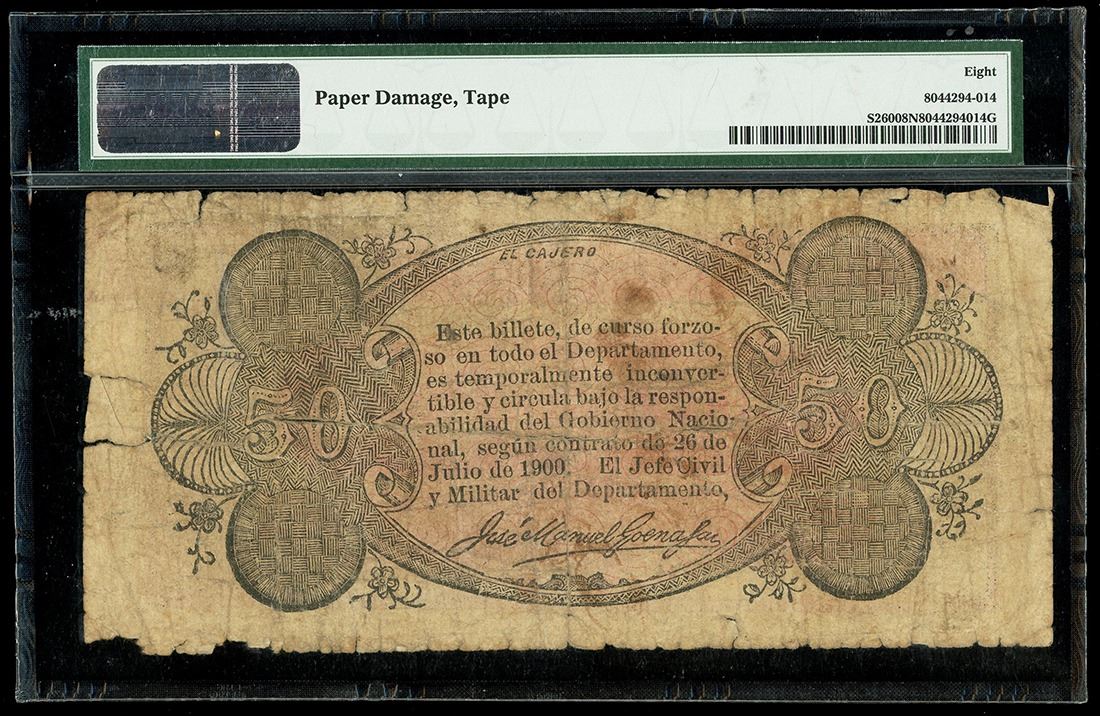 Paper Damage, Tape
Eight
8044294-014
S26008N8044294014G
EL CAJERO
Este billete, de curso forzo-
so en todo el Departamento,
es temporalmente inconver-
tible y circula bajo la respon-
abilidad del Gobierno Nacio-
nal, según contrato de 26 de
Julio de 1900. El Jefe Civil
y Militar del Departamento,
50
50
José Manuel Goenaga